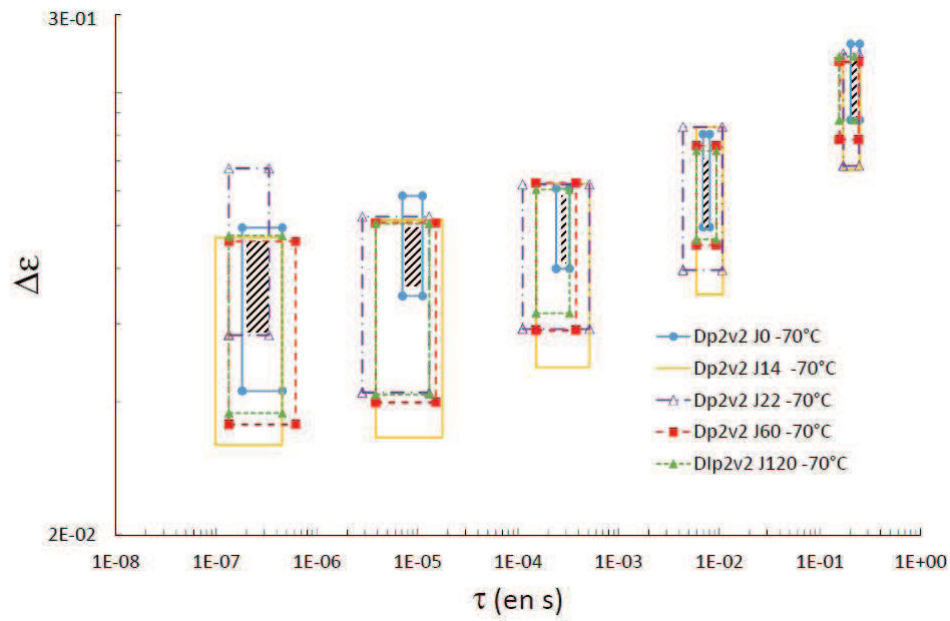 3E-01
Δε
Dp2v2 J0 -70°C
Dp2v2 J14 -70°C
Dp2v2 J22 -70°C
Dp2v2 J60 -70°C
DIp2v2 J120 -70°C
2E-02
1E-08 1E-07 1E-06 1E-05 1E-04 1E-03 1E-02 1E-01 1E+00
τ (en s)